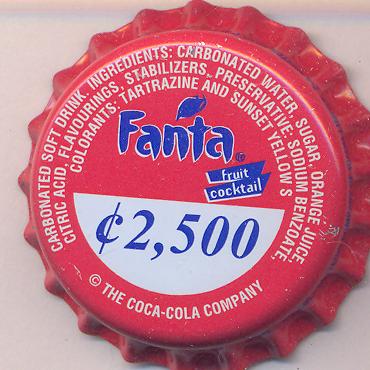 CARBONATED SOFT DRINK. INGREDIENTS: CARBONATED WATER, SUGAR, ORANGE JUICE,
CITRIC ACID, FLAVOURINGS, STABILIZERS, PRESERVATIVE: SODIUM BENZOATE,
COLORANTS: TARTRAZINE AND SUNSET YELLOW S
Fanta®
fruit
cocktail
¢2,500
© THE COCA-COLA COMPANY